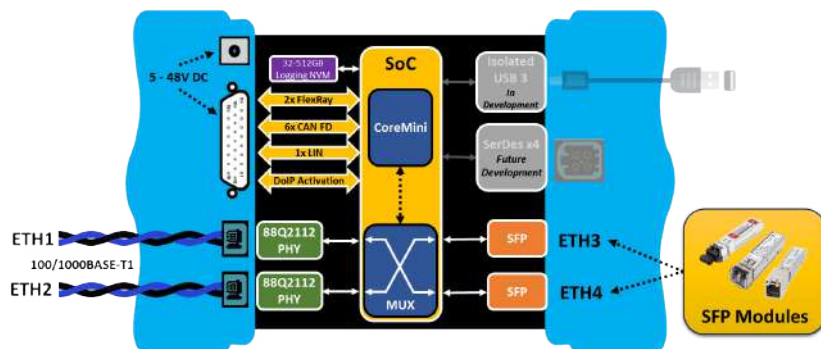 5 - 48V DC
32-512GB
Logging NVM
SoC
Isolated
USB 3
In
Development
2x FlexRay
6x CAN FD
1x LIN
DoIP Activation
CoreMini
SerDes x4
Future
Development
ETH1
100/1000BASE-T1
ETH2
88Q2112
PHY
88Q2112
PHY
MUX
SFP
SFP
ETH3
ETH4
SFP Modules